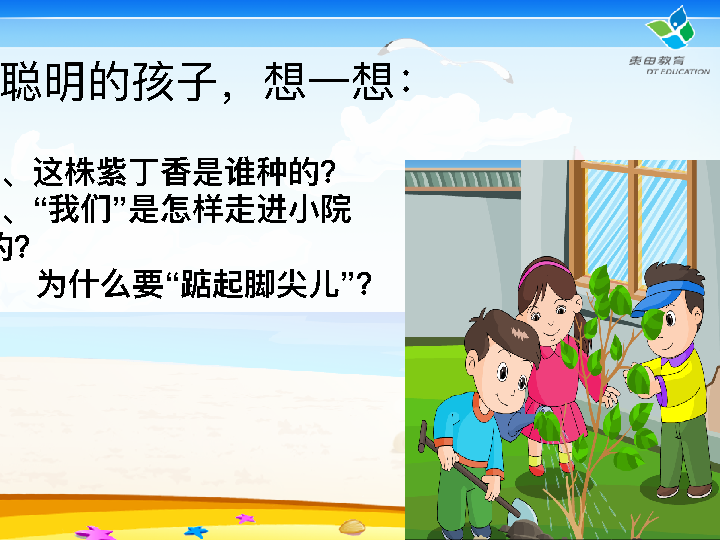 聪明的孩子，想一想：
東田教育
DT EDUCATION
、这株紫丁香是谁种的？
、“我们”是怎样走进小院
的？
为什么要“踮起脚尖儿”？